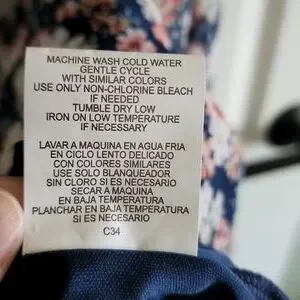 MACHINE WASH COLD WATER
GENTLE CYCLE
WITH SIMILAR COLORS
USE ONLY NON-CHLORINE BLEACH
IF NEEDED
TUMBLE DRY LOW
IRON ON LOW TEMPERATURE
IF NECESSARY
LAVAR A MAQUINA EN AGUA FRIA
EN CICLO LENTO DELICADO
CON COLORES SIMILARES
USE SOLO BLANQUEADOR
SIN CLORO SI ES NECESARIO
SECAR A MAQUINA
EN BAJA TEMPERATURA
PLANCHAR EN BAJA TEMPERATURA
SI ES NECESARIO
C34